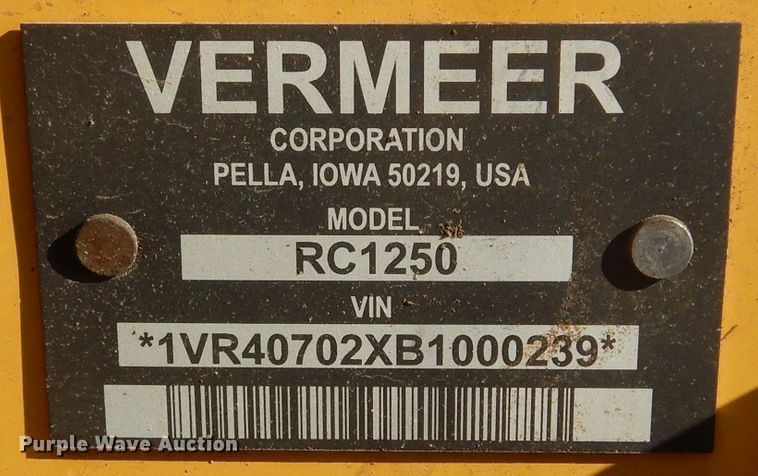 VERMEER
CORPORATION
PELLA, IOWA 50219, USA
MODEL
RC1250
VIN
*1VR40702XB1000239*
Purple Wave Auction